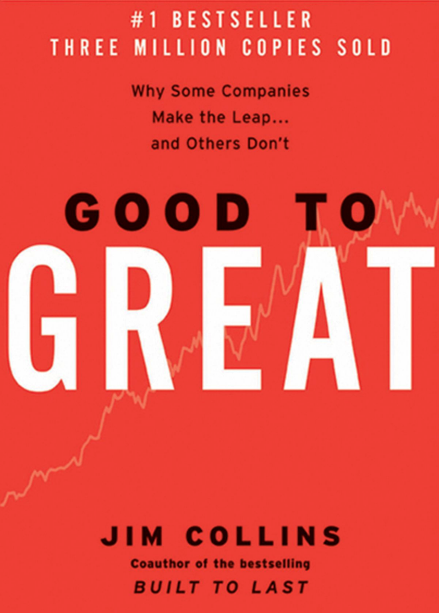 #1 BESTSELLER
THREE MILLION COPIES SOLD
Why Some Companies
Make the Leap...
and Others Don't
GOOD TO
GREAT
JIM COLLINS
Coauthor of the bestselling
BUILT TO LAST